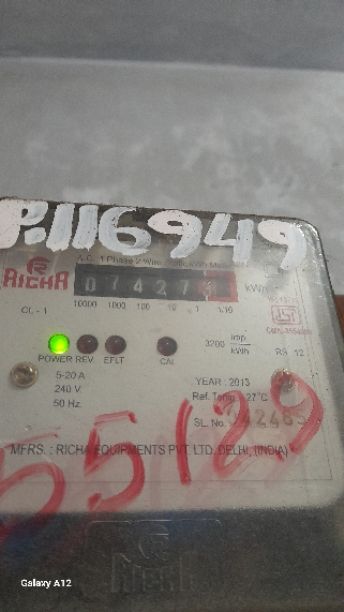 P.116949
A.C. 1 Phase 2 Wire
RICHA
07427
kWh
CL - 1
10000 1000 100 10 1 1/10
3200 imp/kWh
POWER REV. EFLT CAL
5-20 A
240 V.
50 Hz.
YEAR : 2013
Ref. Temp. 27°C
SL. No.
55129
MFRS. : RICHA EQUIPMENTS PVT. LTD. DELHI, (INDIA)
RICHA
Galaxy A12